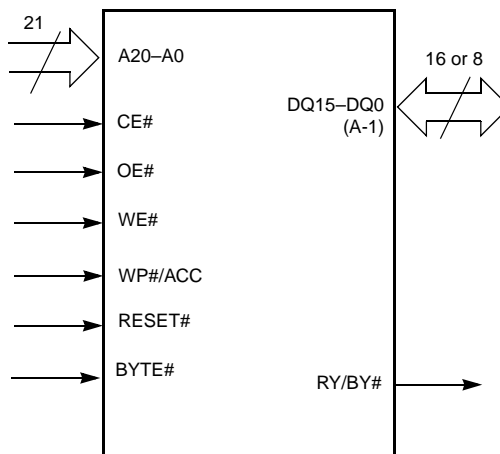 21
A20–A0
16 or 8
CE#
DQ15–DQ0
(A-1)
OE#
WE#
WP#/ACC
RESET#
BYTE#
RY/BY#